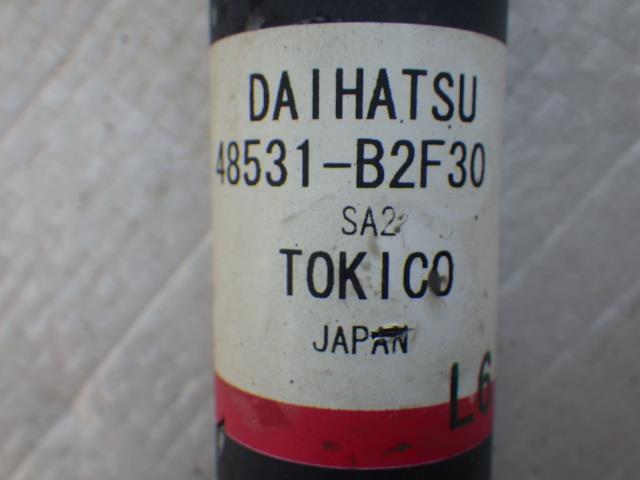 DAIHATSU
48531-B2F30
SA2
TOKICO
JAPAN
L6